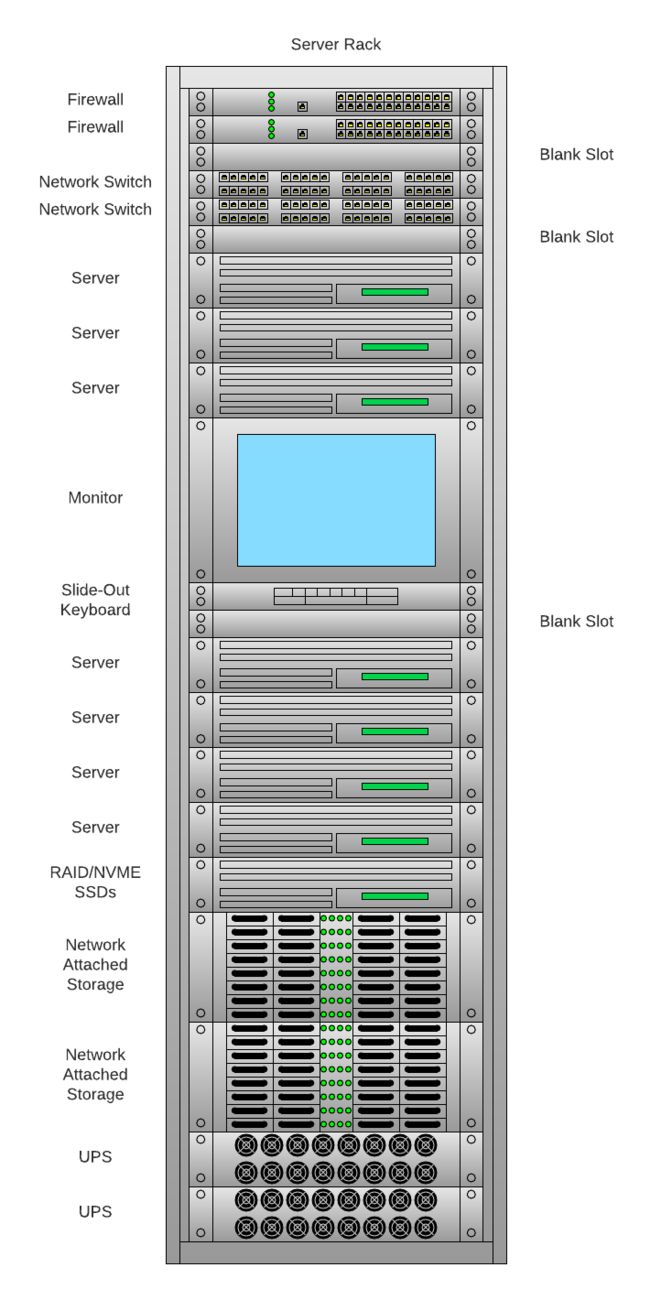 Server Rack
Firewall
Firewall
Blank Slot
Network Switch
Network Switch
Blank Slot
Server
Server
Server
Monitor
Slide-Out
Keyboard
Blank Slot
Server
Server
Server
Server
RAID/NVME
SSDs
Network
Attached
Storage
Network
Attached
Storage
UPS
UPS